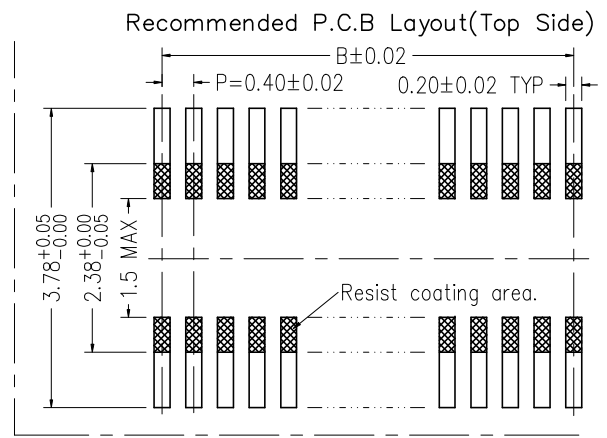 Recommended P.C.B Layout(Top Side)
B±0.02
P=0.40±0.02
0.20±0.02 TYP
3.78+0.05 -0.00
2.38+0.00 -0.05
1.5 MAX
Resist coating area.